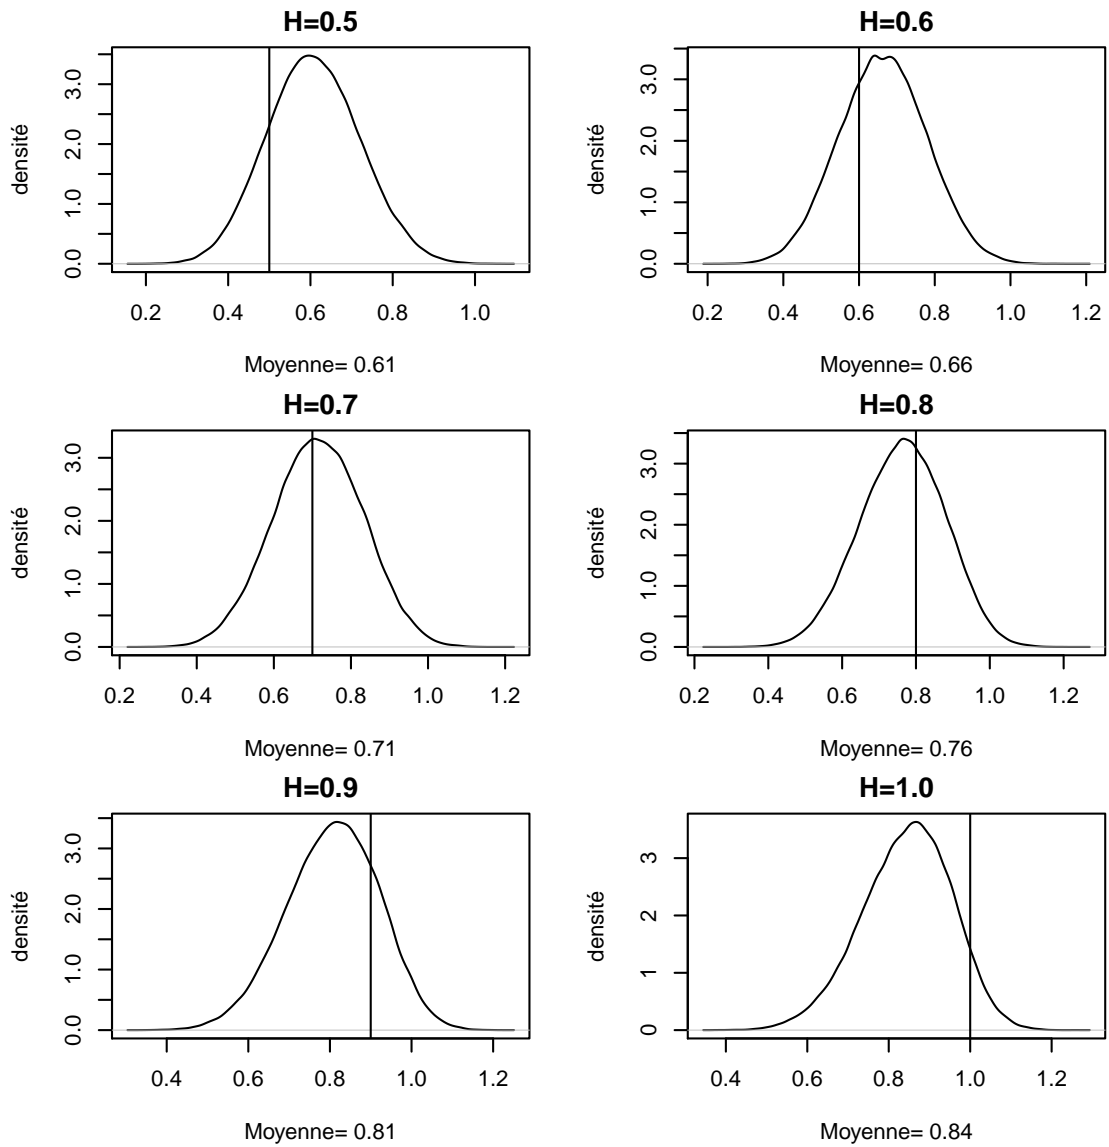 H=0.5
densité
0.0 1.0 2.0 3.0
0.2 0.4 0.6 0.8 1.0
Moyenne= 0.61
H=0.6
densité
0.0 1.0 2.0 3.0
0.2 0.4 0.6 0.8 1.0 1.2
Moyenne= 0.66
H=0.7
densité
0.0 1.0 2.0 3.0
0.2 0.4 0.6 0.8 1.0 1.2
Moyenne= 0.71
H=0.8
densité
0.0 1.0 2.0 3.0
0.2 0.4 0.6 0.8 1.0 1.2
Moyenne= 0.76
H=0.9
densité
0.0 1.0 2.0 3.0
0.4 0.6 0.8 1.0 1.2
Moyenne= 0.81
H=1.0
densité
0 1 2 3
0.4 0.6 0.8 1.0 1.2
Moyenne= 0.84